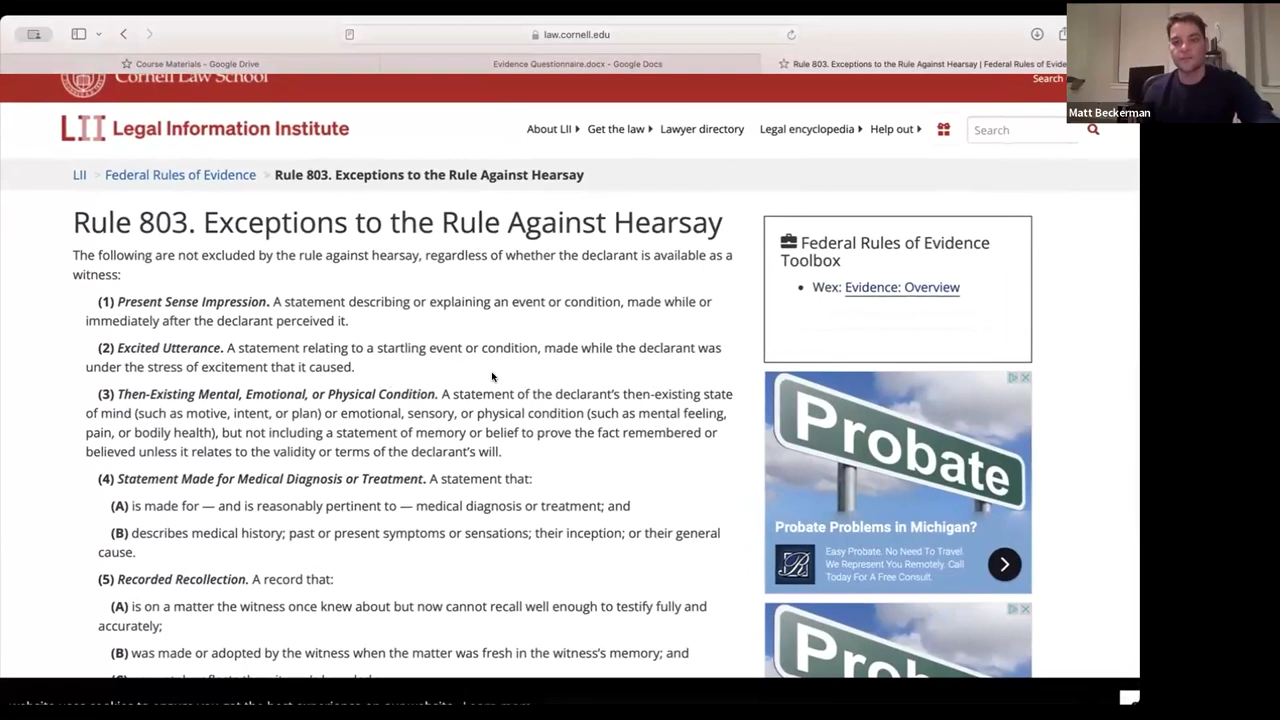 law.cornell.edu
Course Materials - Google Drive
Evidence Questionnaire.docx - Google Docs
Rule 803. Exceptions to the Rule Against Hearsay | Federal Rules of Evide
Matt Beckerman
Cornell Law School
Search
LII Legal Information Institute
About LII
Get the law
Lawyer directory
Legal encyclopedia
Help out
Search
LII > Federal Rules of Evidence > Rule 803. Exceptions to the Rule Against Hearsay
Rule 803. Exceptions to the Rule Against Hearsay
The following are not excluded by the rule against hearsay, regardless of whether the declarant is available as a
witness:
(1) Present Sense Impression. A statement describing or explaining an event or condition, made while or
immediately after the declarant perceived it.
(2) Excited Utterance. A statement relating to a startling event or condition, made while the declarant was
under the stress of excitement that it caused.
(3) Then-Existing Mental, Emotional, or Physical Condition. A statement of the declarant's then-existing state
of mind (such as motive, intent, or plan) or emotional, sensory, or physical condition (such as mental feeling,
pain, or bodily health), but not including a statement of memory or belief to prove the fact remembered or
believed unless it relates to the validity or terms of the declarant's will.
(4) Statement Made for Medical Diagnosis or Treatment. A statement that:
(A) is made for — and is reasonably pertinent to — medical diagnosis or treatment; and
(B) describes medical history; past or present symptoms or sensations; their inception; or their general
cause.
(5) Recorded Recollection. A record that:
(A) is on a matter the witness once knew about but now cannot recall well enough to testify fully and
accurately;
(B) was made or adopted by the witness when the matter was fresh in the witness's memory; and
Federal Rules of Evidence
Toolbox
• Wex: Evidence: Overview
Probate
Probate Problems in Michigan?
R
Easy Probate. No Need To Travel.
We Represent You Remotely. Call
Today For A Free Consult.
Probate